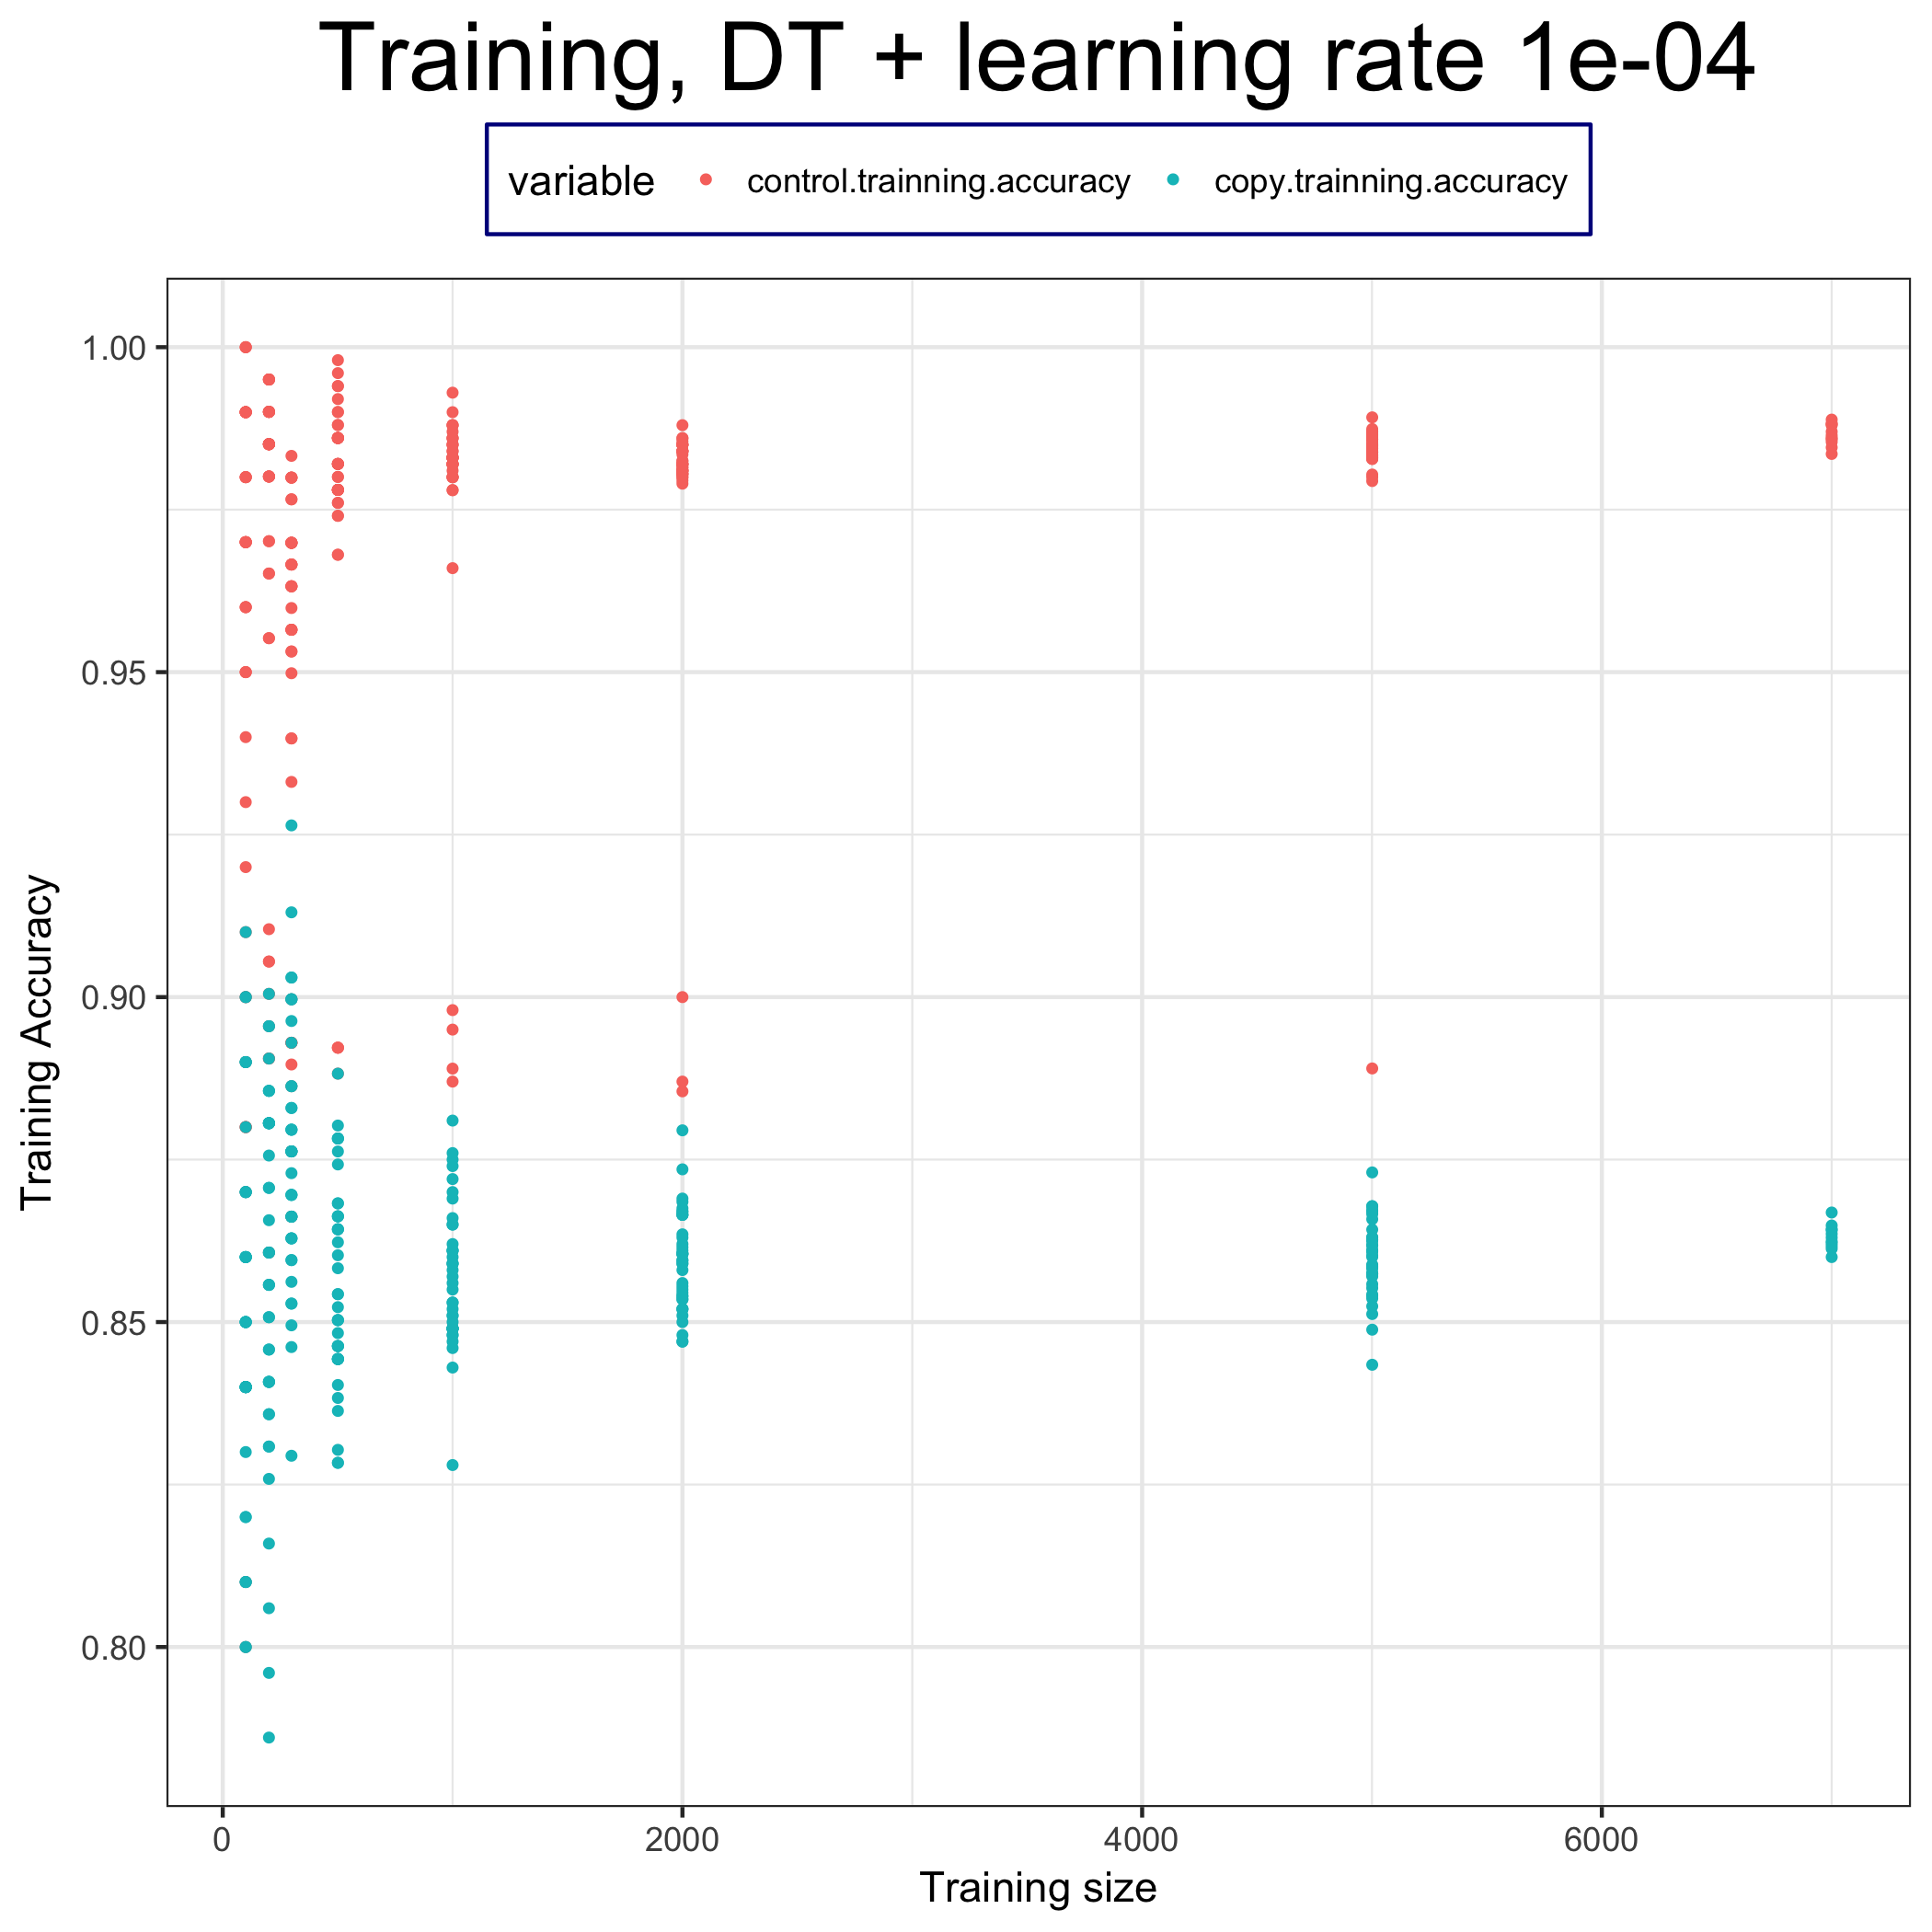 Training, DT + learning rate 1e-04
variable control.trainning.accuracy copy.trainning.accuracy
1.00
0.95
0.90
0.85
0.80
Training Accuracy
0 2000 4000 6000
Training size